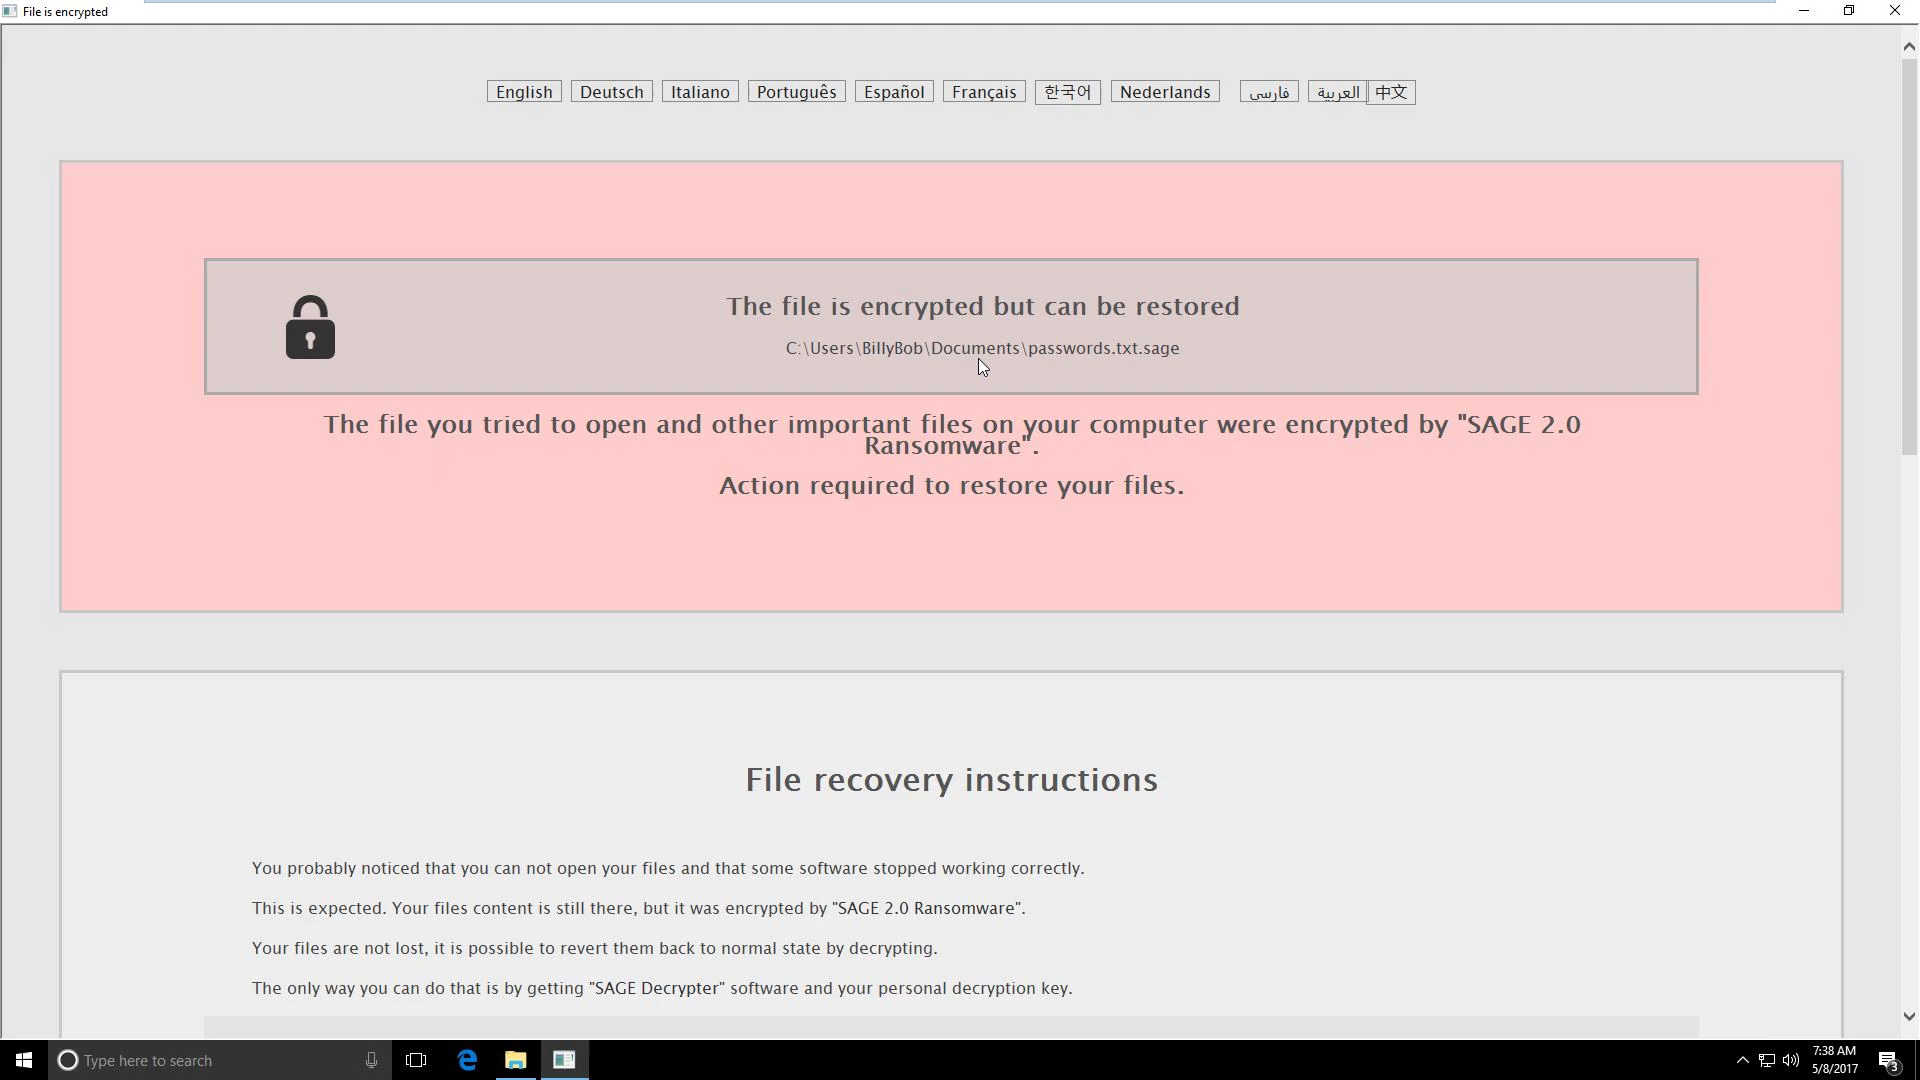 File is encrypted
English Deutsch Italiano Português Español Français 한국어 Nederlands فارسی العربية 中文
The file is encrypted but can be restored
C:\Users\BillyBob\Documents\passwords.txt.sage
The file you tried to open and other important files on your computer were encrypted by "SAGE 2.0
Ransomware".
Action required to restore your files.
File recovery instructions
You probably noticed that you can not open your files and that some software stopped working correctly.
This is expected. Your files content is still there, but it was encrypted by "SAGE 2.0 Ransomware".
Your files are not lost, it is possible to revert them back to normal state by decrypting.
The only way you can do that is by getting "SAGE Decrypter" software and your personal decryption key.
Type here to search
7:38 AM
5/8/2017
3